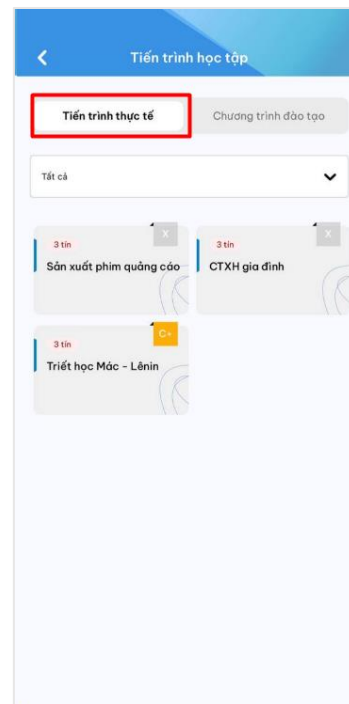 Tiến trình học tập
Tiến trình thực tế
Chương trình đào tạo
Tất cả
X
3 tín
Sản xuất phim quảng cáo
X
3 tín
CTXH gia đình
C+
3 tín
Triết học Mác - Lênin